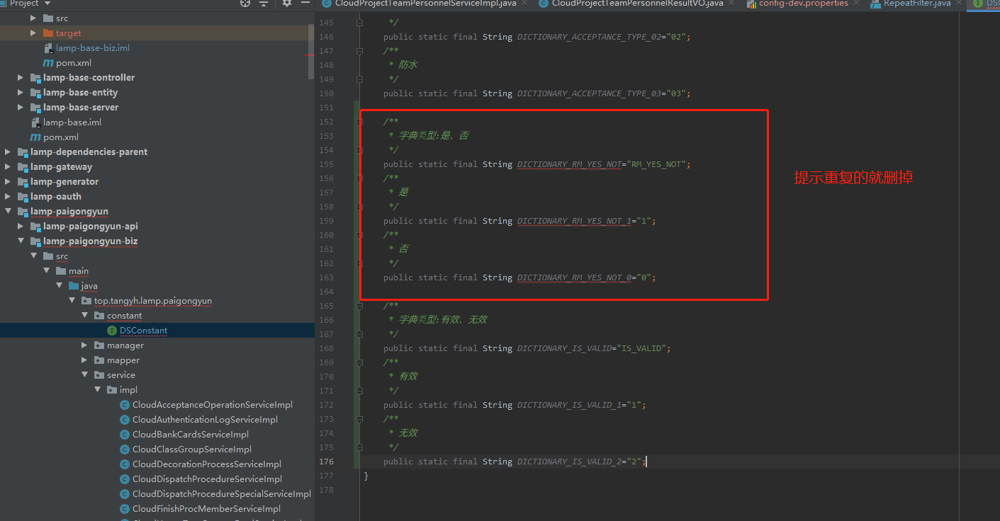 Project
CloudProjectTeamPersonnelServiceImpl.java
CloudProjectTeamPersonnelResultVO.java
config-dev.properties
RepeatFilter.java
src
target
lamp-base-biz.iml
pom.xml
lamp-base-controller
lamp-base-entity
lamp-base-server
lamp-base.iml
pom.xml
lamp-dependencies-parent
lamp-gateway
lamp-generator
lamp-oauth
lamp-paigongyun
lamp-paigongyun-api
lamp-paigongyun-biz
src
main
java
top.tangyh.lamp.paigongyun
constant
DSConstant
manager
mapper
service
impl
CloudAcceptanceOperationServiceImpl
CloudAuthenticationLogServiceImpl
CloudBankCardsServiceImpl
CloudClassGroupServiceImpl
CloudDecorationProcessServiceImpl
CloudDispatchProcedureServiceImpl
CloudDispatchProcedureSpecialServiceImpl
CloudFinishProcMemberServiceImpl
145 */
146 public static final String DICTIONARY_ACCEPTANCE_TYPE_02="02";
147 /**
148 * 防水
149 */
150 public static final String DICTIONARY_ACCEPTANCE_TYPE_03="03";
151
152 /**
153 * 字典类型:是、否
154 */
155 public static final String DICTIONARY_RM_YES_NOT="RM_YES_NOT";
156 /**
157 * 是
158 */
159 public static final String DICTIONARY_RM_YES_NOT_1="1";
160 /**
161 * 否
162 */
163 public static final String DICTIONARY_RM_YES_NOT_0="0";
164
165 /**
166 * 字典类型:有效、无效
167 */
168 public static final String DICTIONARY_IS_VALID="IS_VALID";
169 /**
170 * 有效
171 */
172 public static final String DICTIONARY_IS_VALID_1="1";
173 /**
174 * 无效
175 */
176 public static final String DICTIONARY_IS_VALID_2="2";
177 }
178
提示重复的就删掉